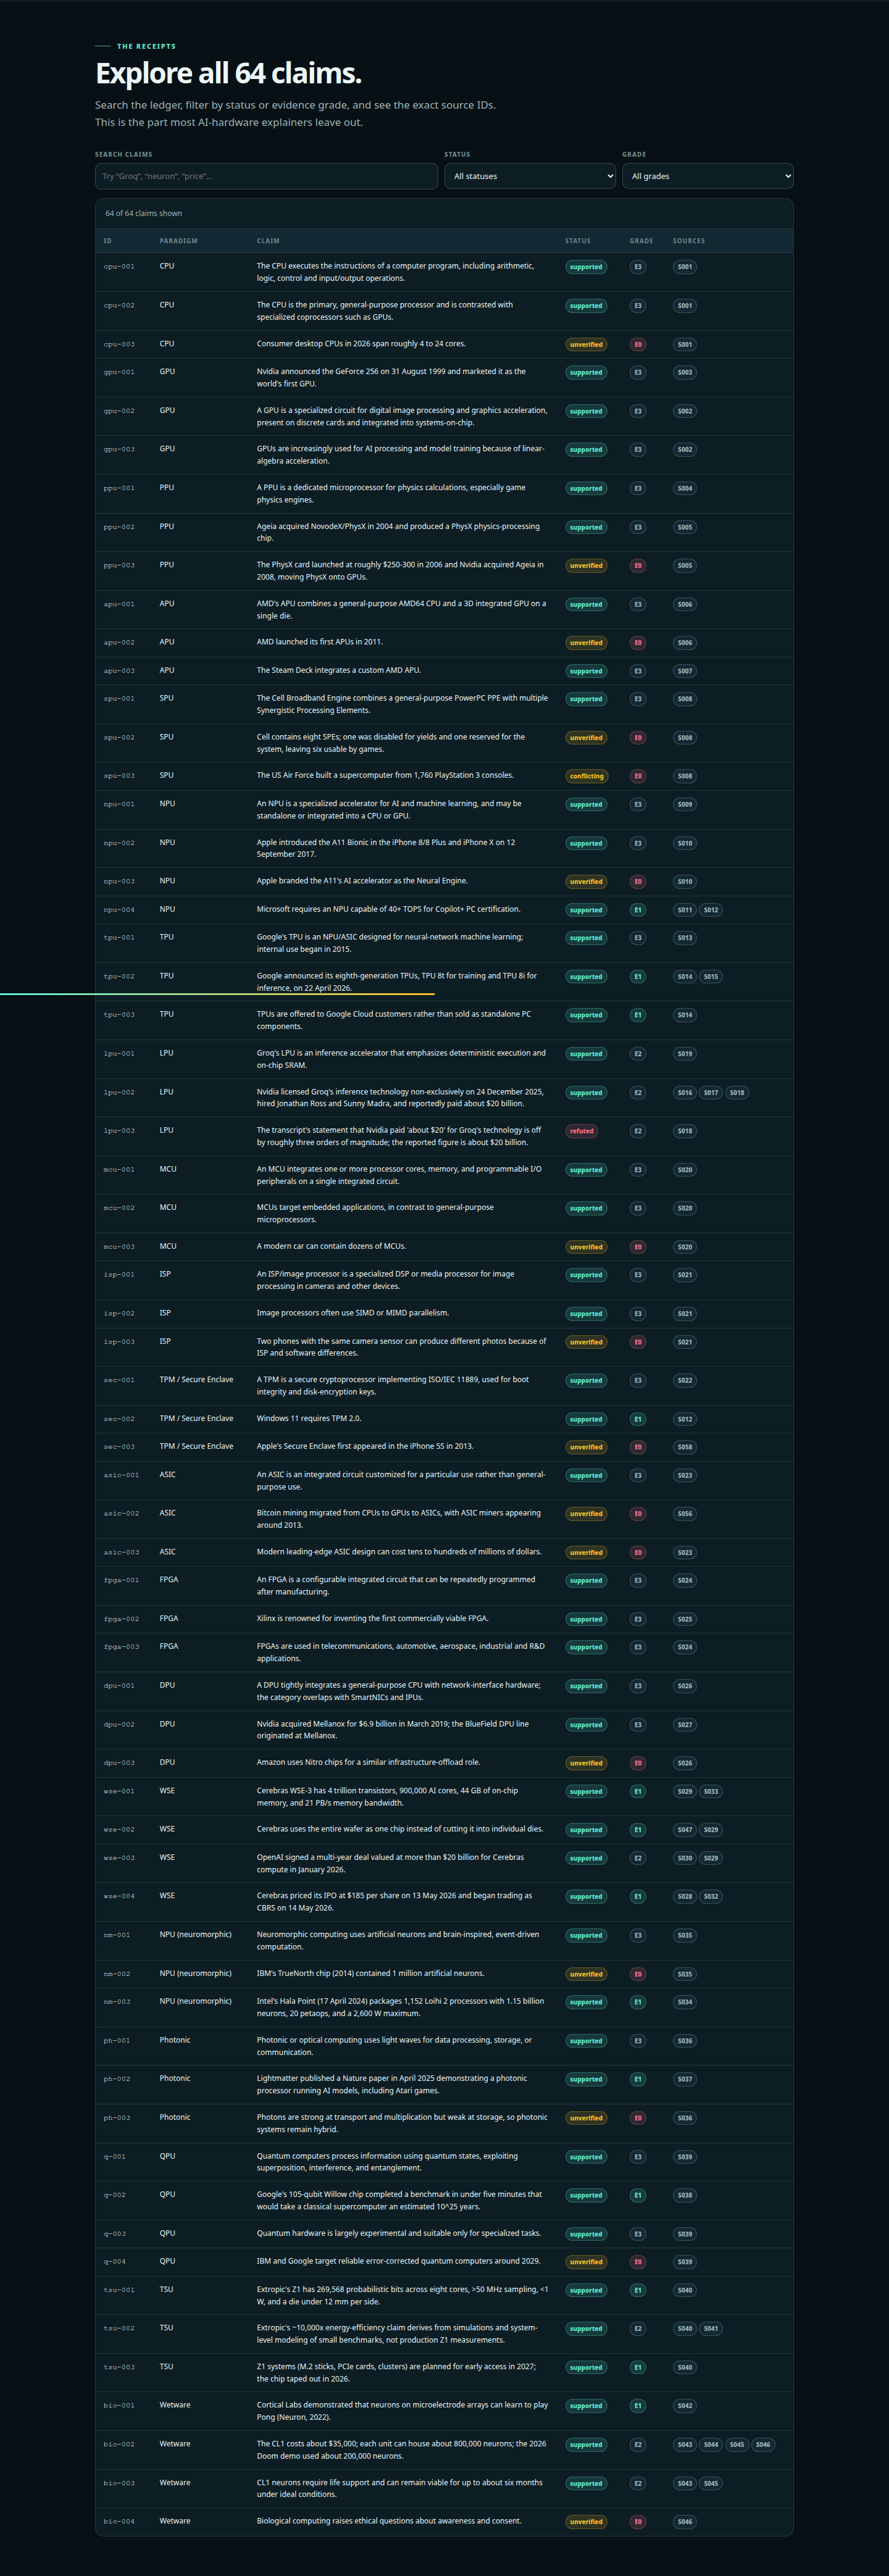 THE RECEIPTS
Explore all 64 claims.
Search the ledger, filter by status or evidence grade, and see the exact source IDs.
This is the part most AI-hardware explainers leave out.
SEARCH CLAIMS STATUS GRADE
Try “Groq”, “neuron”, “price”... All statuses All grades
64 of 64 claims shown
ID PARADIGM CLAIM STATUS GRADE SOURCES
cpu-001 CPU The CPU executes the instructions of a computer program, including arithmetic, supported E3 S001
logic, control and input/output operations.
cpu-002 CPU The CPU is the primary, general-purpose processor and is contrasted with supported E3 S001
specialized coprocessors such as GPUs.
cpu-003 CPU Consumer desktop CPUs in 2026 span roughly 4 to 24 cores. unverified E0 S001
gpu-001 GPU Nvidia announced the GeForce 256 on 31 August 1999 and marketed it as the supported E3 S003
world's first GPU.
gpu-002 GPU A GPU is a specialized circuit for digital image processing and graphics acceleration, supported E3 S002
present on discrete cards and integrated into systems-on-chip.
gpu-003 GPU GPUs are increasingly used for AI processing and model training because of linear- supported E3 S002
algebra acceleration.
ppu-001 PPU A PPU is a dedicated microprocessor for physics calculations, especially game supported E3 S004
physics engines.
ppu-002 PPU Ageia acquired NovodeX/PhysX in 2004 and produced a PhysX physics-processing supported E3 S005
chip.
ppu-003 PPU The PhysX card launched at roughly $250-300 in 2006 and Nvidia acquired Ageia in unverified E0 S005
2008, moving PhysX onto GPUs.
apu-001 APU AMD's APU combines a general-purpose AMD64 CPU and a 3D integrated GPU on a supported E3 S006
single die.
apu-002 APU AMD launched its first APUs in 2011. unverified E0 S006
apu-003 APU The Steam Deck integrates a custom AMD APU. supported E3 S007
spu-001 SPU The Cell Broadband Engine combines a general-purpose PowerPC PPE with multiple supported E3 S008
Synergistic Processing Elements.
spu-002 SPU Cell contains eight SPEs; one was disabled for yields and one reserved for the unverified E0 S008
system, leaving six usable by games.
spu-003 SPU The US Air Force built a supercomputer from 1,760 PlayStation 3 consoles. conflicting E0 S008
npu-001 NPU An NPU is a specialized accelerator for AI and machine learning, and may be supported E3 S009
standalone or integrated into a CPU or GPU.
npu-002 NPU Apple introduced the A11 Bionic in the iPhone 8/8 Plus and iPhone X on 12 supported E3 S010
September 2017.
npu-003 NPU Apple branded the A11's AI accelerator as the Neural Engine. unverified E0 S010
npu-004 NPU Microsoft requires an NPU capable of 40+ TOPS for Copilot+ PC certification. supported E1 S011 S012
tpu-001 TPU Google's TPU is an NPU/ASIC designed for neural-network machine learning; supported E3 S013
internal use began in 2015.
tpu-002 TPU Google announced its eighth-generation TPUs, TPU 8t for training and TPU 8i for supported E1 S014 S015
inference, on 22 April 2026.
tpu-003 TPU TPUs are offered to Google Cloud customers rather than sold as standalone PC supported E1 S014
components.
lpu-001 LPU Groq's LPU is an inference accelerator that emphasizes deterministic execution and supported E2 S019
on-chip SRAM.
lpu-002 LPU Nvidia licensed Groq's inference technology non-exclusively on 24 December 2025, supported E2 S016 S017 S018
hired Jonathan Ross and Sunny Madra, and reportedly paid about $20 billion.
lpu-003 LPU The transcript's statement that Nvidia paid 'about $20' for Groq's technology is off refuted E2 S018
by roughly three orders of magnitude; the reported figure is about $20 billion.
mcu-001 MCU An MCU integrates one or more processor cores, memory, and programmable I/O supported E3 S020
peripherals on a single integrated circuit.
mcu-002 MCU MCUs target embedded applications, in contrast to general-purpose supported E3 S020
microprocessors.
mcu-003 MCU A modern car can contain dozens of MCUs. unverified E0 S020
isp-001 ISP An ISP/image processor is a specialized DSP or media processor for image supported E3 S021
processing in cameras and other devices.
isp-002 ISP Image processors often use SIMD or MIMD parallelism. supported E3 S021
isp-003 ISP Two phones with the same camera sensor can produce different photos because of unverified E0 S021
ISP and software differences.
sec-001 TPM / Secure Enclave A TPM is a secure cryptoprocessor implementing ISO/IEC 11889, used for boot supported E3 S022
integrity and disk-encryption keys.
sec-002 TPM / Secure Enclave Windows 11 requires TPM 2.0. supported E1 S012
sec-003 TPM / Secure Enclave Apple's Secure Enclave first appeared in the iPhone 5S in 2013. unverified E0 S058
asic-001 ASIC An ASIC is an integrated circuit customized for a particular use rather than general- supported E3 S023
purpose use.
asic-002 ASIC Bitcoin mining migrated from CPUs to GPUs to ASICs, with ASIC miners appearing unverified E0 S056
around 2013.
asic-003 ASIC Modern leading-edge ASIC design can cost tens to hundreds of millions of dollars. unverified E0 S023
fpga-001 FPGA An FPGA is a configurable integrated circuit that can be repeatedly programmed supported E3 S024
after manufacturing.
fpga-002 FPGA Xilinx is renowned for inventing the first commercially viable FPGA. supported E3 S025
fpga-003 FPGA FPGAs are used in telecommunications, automotive, aerospace, industrial and R&D supported E3 S024
applications.
dpu-001 DPU A DPU tightly integrates a general-purpose CPU with network-interface hardware; supported E3 S026
the category overlaps with SmartNICs and IPUs.
dpu-002 DPU Nvidia acquired Mellanox for $6.9 billion in March 2019; the BlueField DPU line supported E3 S027
originated at Mellanox.
dpu-003 DPU Amazon uses Nitro chips for a similar infrastructure-offload role. unverified E0 S026
wse-001 WSE Cerebras WSE-3 has 4 trillion transistors, 900,000 AI cores, 44 GB of on-chip supported E1 S029 S033
memory, and 21 PB/s memory bandwidth.
wse-002 WSE Cerebras uses the entire wafer as one chip instead of cutting it into individual dies. supported E1 S047 S029
wse-003 WSE OpenAI signed a multi-year deal valued at more than $20 billion for Cerebras supported E2 S030 S029
compute in January 2026.
wse-004 WSE Cerebras priced its IPO at $185 per share on 13 May 2026 and began trading as supported E1 S028 S032
CBRS on 14 May 2026.
nm-001 NPU (neuromorphic) Neuromorphic computing uses artificial neurons and brain-inspired, event-driven supported E3 S035
computation.
nm-002 NPU (neuromorphic) IBM's TrueNorth chip (2014) contained 1 million artificial neurons. unverified E0 S035
nm-003 NPU (neuromorphic) Intel's Hala Point (17 April 2024) packages 1,152 Loihi 2 processors with 1.15 billion supported E1 S034
neurons, 20 petaops, and a 2,600 W maximum.
ph-001 Photonic Photonic or optical computing uses light waves for data processing, storage, or supported E3 S036
communication.
ph-002 Photonic Lightmatter published a Nature paper in April 2025 demonstrating a photonic supported E1 S037
processor running AI models, including Atari games.
ph-003 Photonic Photons are strong at transport and multiplication but weak at storage, so photonic unverified E0 S036
systems remain hybrid.
q-001 QPU Quantum computers process information using quantum states, exploiting supported E3 S039
superposition, interference, and entanglement.
q-002 QPU Google's 105-qubit Willow chip completed a benchmark in under five minutes that supported E1 S038
would take a classical supercomputer an estimated 10^25 years.
q-003 QPU Quantum hardware is largely experimental and suitable only for specialized tasks. supported E3 S039
q-004 QPU IBM and Google target reliable error-corrected quantum computers around 2029. unverified E0 S039
tsu-001 TSU Extropic's Z1 has 269,568 probabilistic bits across eight cores, >50 MHz sampling, <1 supported E1 S040
W, and a die under 12 mm per side.
tsu-002 TSU Extropic's ~10,000x energy-efficiency claim derives from simulations and system- supported E2 S040 S041
level modeling of small benchmarks, not production Z1 measurements.
tsu-003 TSU Z1 systems (M.2 sticks, PCIe cards, clusters) are planned for early access in 2027; supported E1 S040
the chip taped out in 2026.
bio-001 Wetware Cortical Labs demonstrated that neurons on microelectrode arrays can learn to play supported E1 S042
Pong (Neuron, 2022).
bio-002 Wetware The CL1 costs about $35,000; each unit can house about 800,000 neurons; the 2026 supported E2 S043 S044 S045 S046
Doom demo used about 200,000 neurons.
bio-003 Wetware CL1 neurons require life support and can remain viable for up to about six months supported E2 S043 S045
under ideal conditions.
bio-004 Wetware Biological computing raises ethical questions about awareness and consent. unverified E0 S046